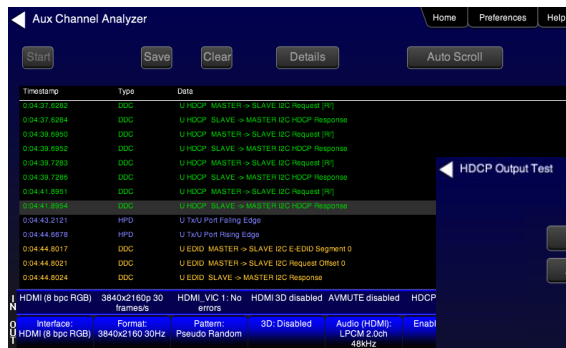 Aux Channel Analyzer
Home Preferences Help
Start Save Clear Details Auto Scroll
Timestamp Type Data
0:04:37.6282 DDC U HDCP MASTER-> SLAVE I2C Request [Ri']
0:04:37.6284 DDC U HDCP SLAVE -> MASTER I2C HDCP Response
0:04:39.6950 DDC U HDCP MASTER-> SLAVE I2C Request [Ri']
0:04:39.6952 DDC U HDCP SLAVE -> MASTER I2C HDCP Response
0:04:39.7283 DDC U HDCP MASTER-> SLAVE I2C Request [Ri']
0:04:39.7286 DDC U HDCP SLAVE -> MASTER I2C HDCP Response
0:04:41.8951 DDC U HDCP MASTER-> SLAVE I2C Request [Ri']
0:04:41.8954 DDC U HDCP SLAVE -> MASTER I2C HDCP Response
0:04:43.2121 HPD U Tx/U Port Falling Edge
0:04:44.6678 HPD U Tx/U Port Rising Edge
0:04:44.8017 DDC U EDID MASTER -> SLAVE I2C E-EDID Segment 0
0:04:44.8021 DDC U EDID MASTER -> SLAVE I2C Request Offset 0
0:04:44.8024 DDC U EDID SLAVE -> MASTER I2C Response
HDCP Output Test
IN
HDMI (8 bpc RGB)
3840x2160p 30
frames/s
HDMI_VIC 1: No
errors
HDMI 3D disabled
AVMUTE disabled
HDCP
OUT
Interface:
HDMI (8 bpc RGB)
Format:
3840x2160 30Hz
Pattern:
Pseudo Random
3D: Disabled
Audio (HDMI):
LPCM 2.0ch
48kHz
Enabl